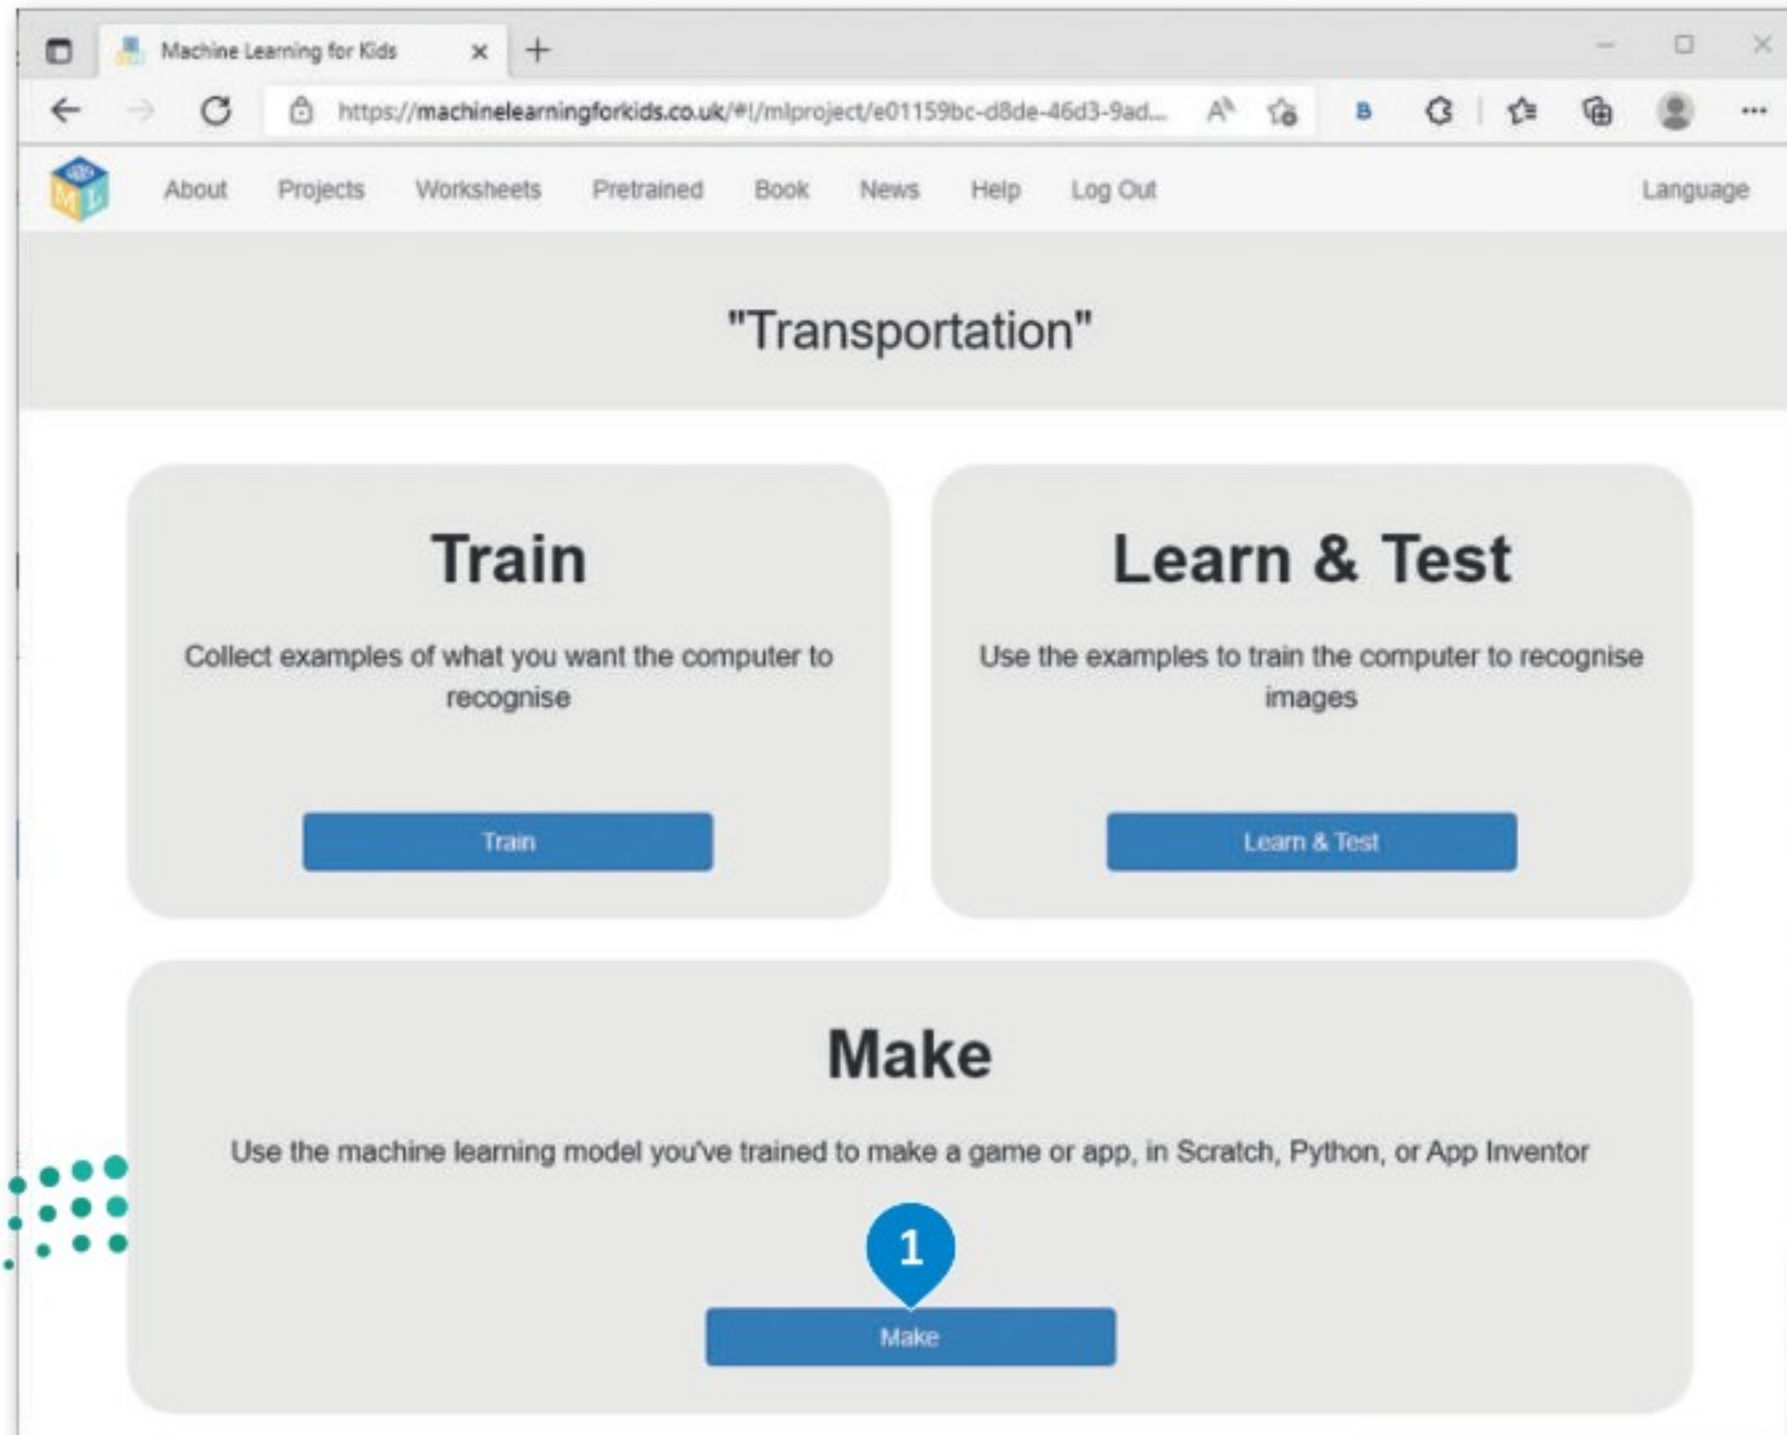 Machine Learning for Kids
https://machinelearningforkids.co.uk/#!/mlproject/e01159bc-d8de-46d3-9ad...
About Projects Worksheets Pretrained Book News Help Log Out Language
"Transportation"
Train
Collect examples of what you want the computer to
recognise
Train
Learn & Test
Use the examples to train the computer to recognise
images
Learn & Test
Make
Use the machine learning model you've trained to make a game or app, in Scratch, Python, or App Inventor
1
Make